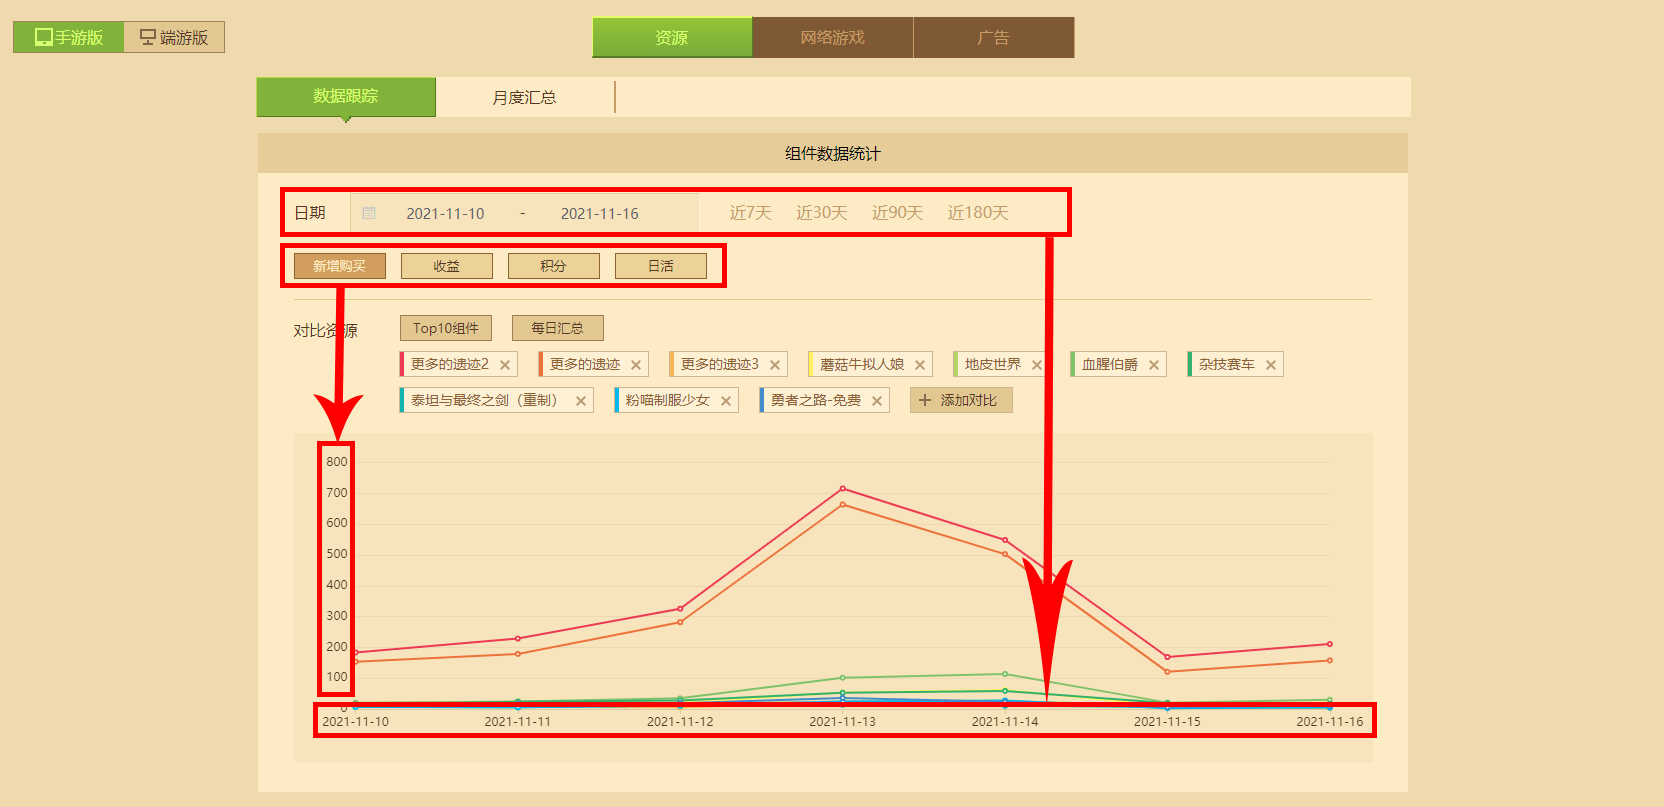 手游版 端游版
资源 网络游戏 广告
数据跟踪 月度汇总
组件数据统计
日期 2021-11-10 - 2021-11-16 近7天 近30天 近90天 近180天
新增购买 收益 积分 日活
对比资源 Top10组件 每日汇总
更多的遗迹2 更多的遗迹 更多的遗迹3 蘑菇牛拟人娘 地皮世界 血腥伯爵 杂技赛车
泰坦与最终之剑（重制） 粉喵制服少女 勇者之路-免费 添加对比
800
700
600
500
400
300
200
100
0
2021-11-10 2021-11-11 2021-11-12 2021-11-13 2021-11-14 2021-11-15 2021-11-16